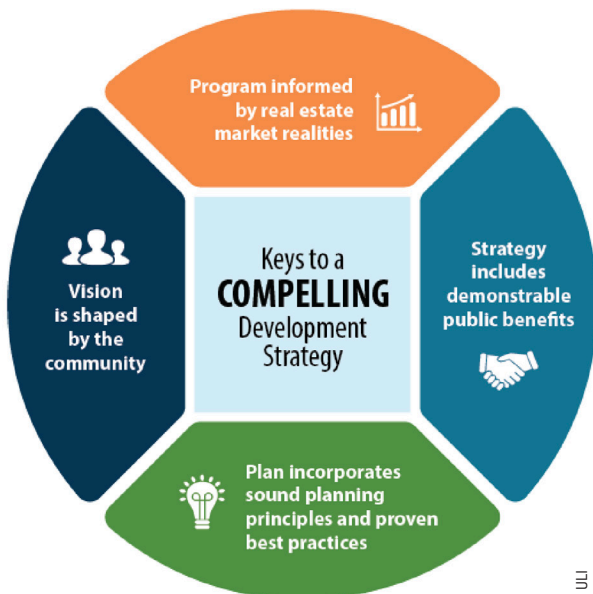 Program informed
by real estate
market realities
Vision
is shaped
by the
community
Keys to a
COMPELLING
Development
Strategy
Strategy
includes
demonstrable
public benefits
Plan incorporates
sound planning
principles and proven
best practices
ULI